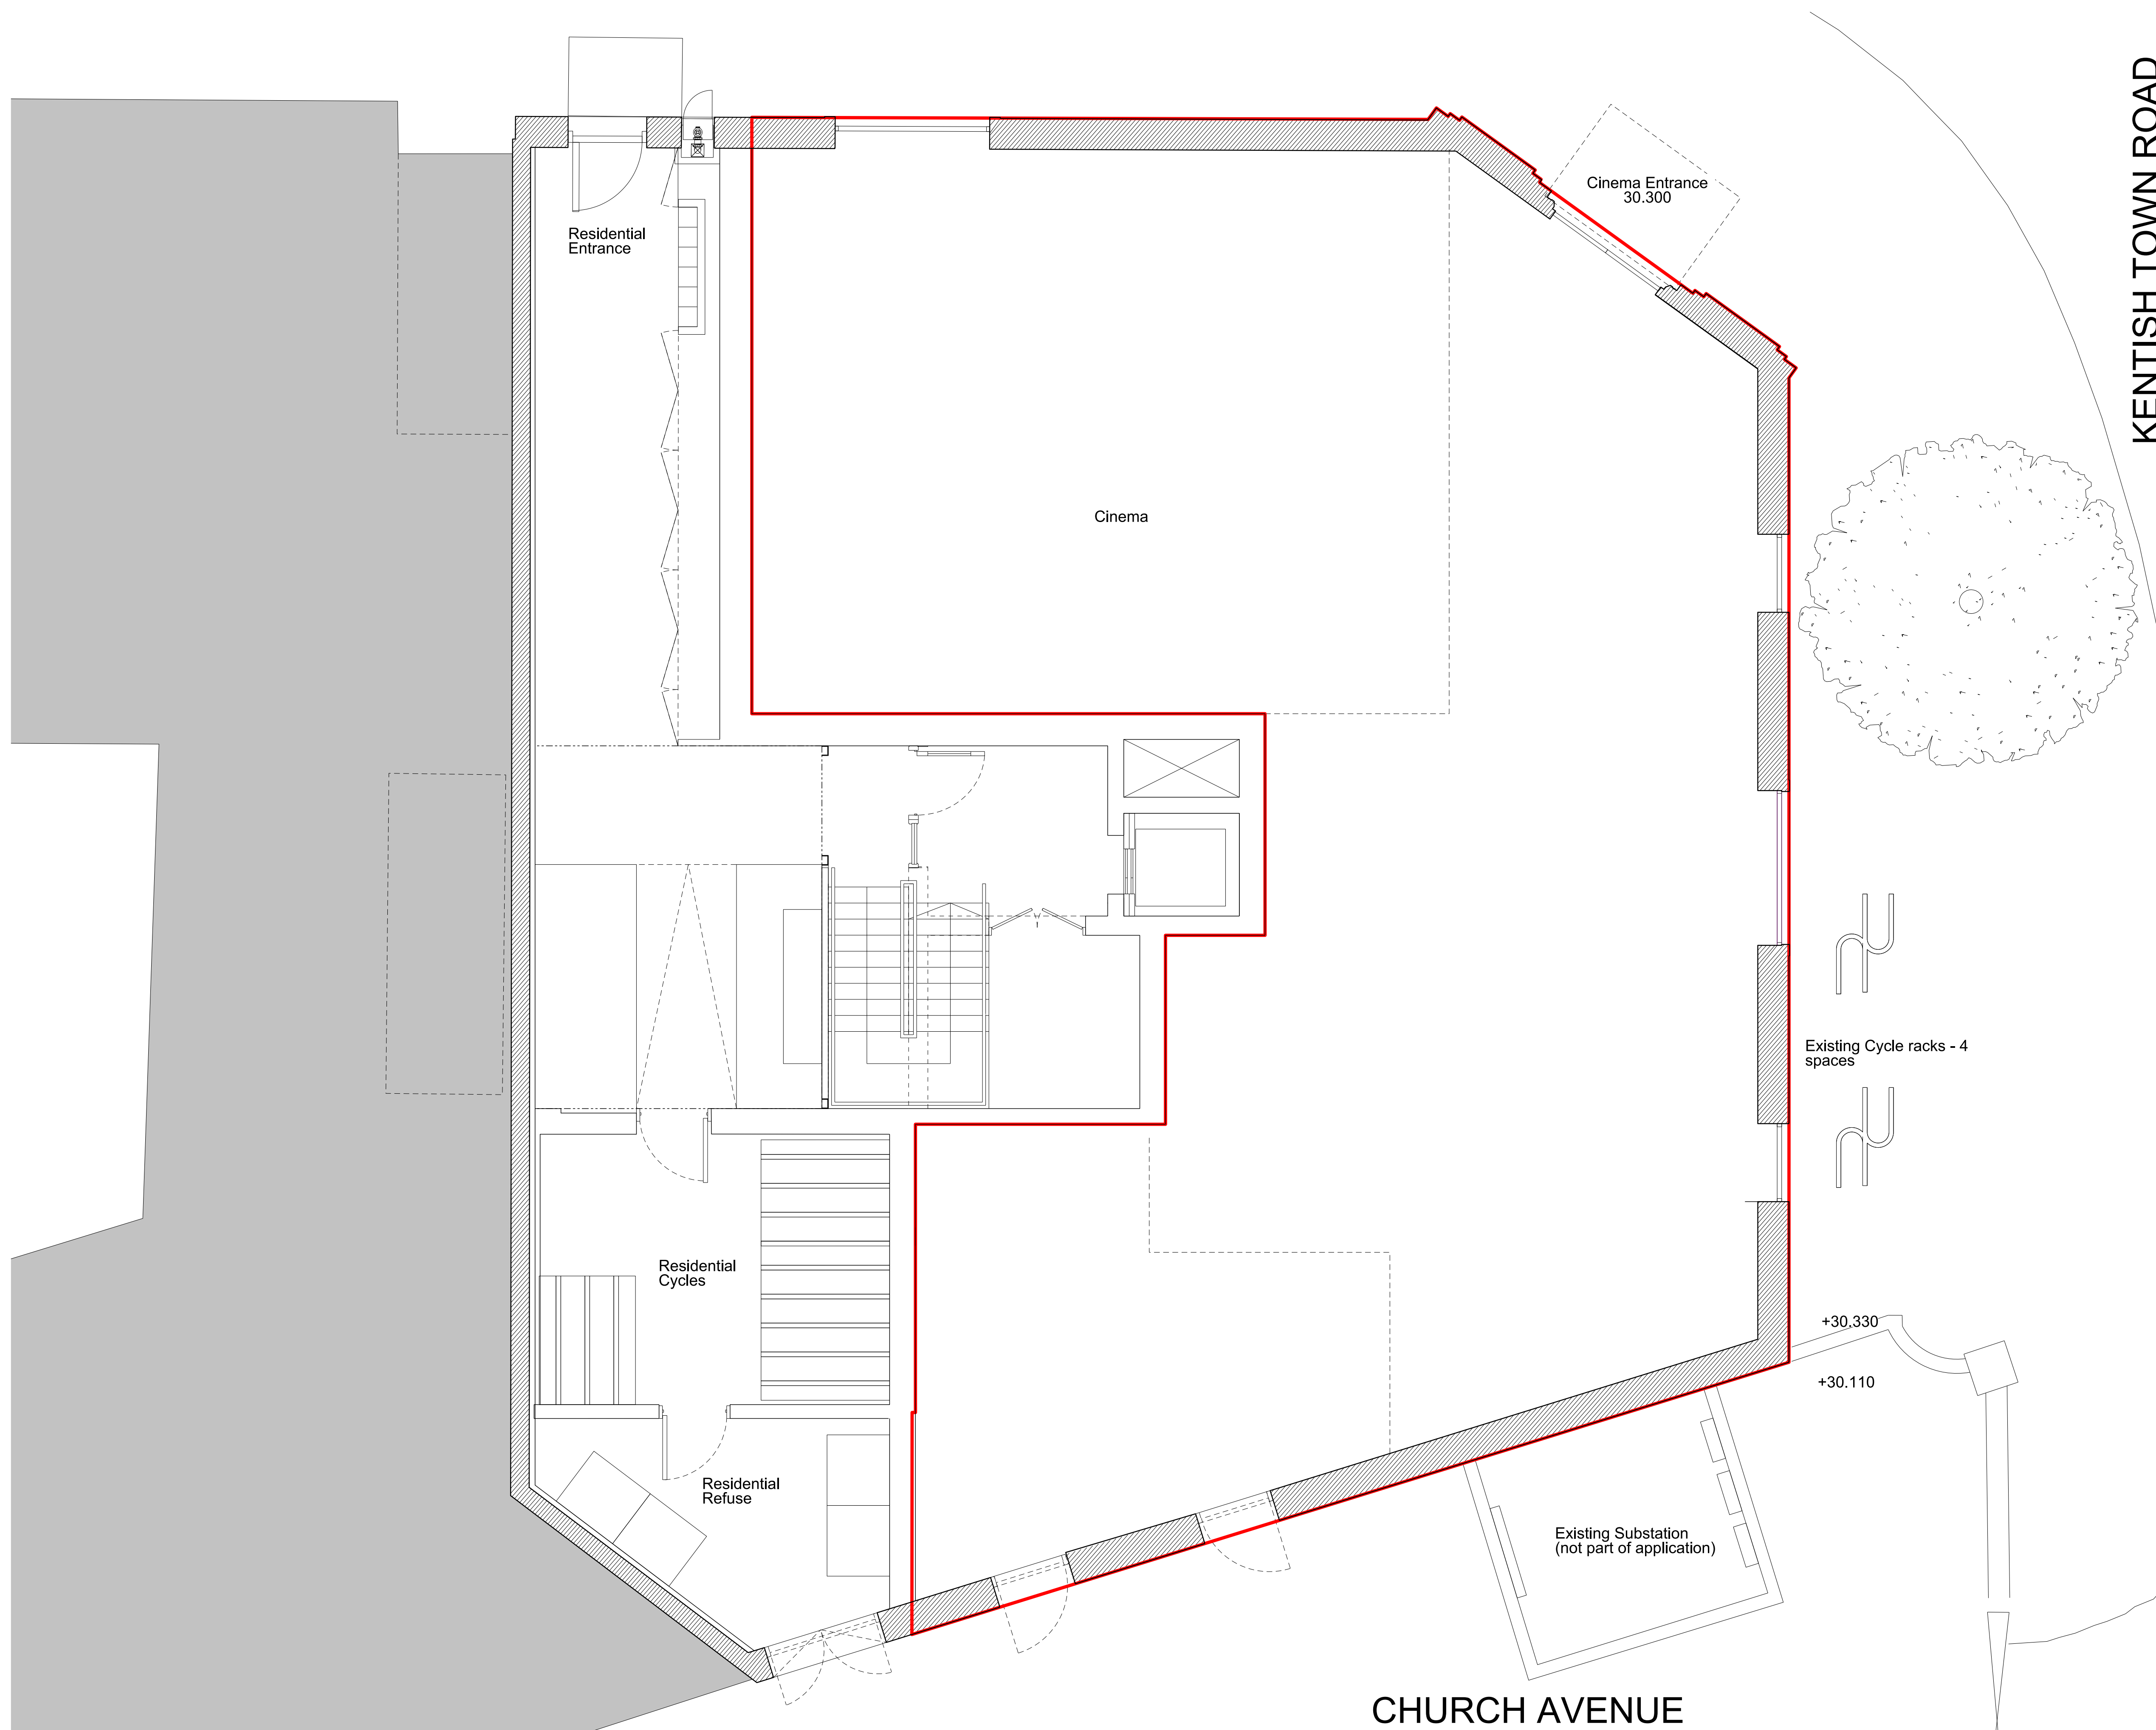 KENTISH TOWN ROAD
Cinema Entrance
30.300
Residential
Entrance
Cinema
Existing Cycle racks - 4
spaces
Residential
Cycles
+30.330
+30.110
Residential
Refuse
Existing Substation
(not part of application)
CHURCH AVENUE